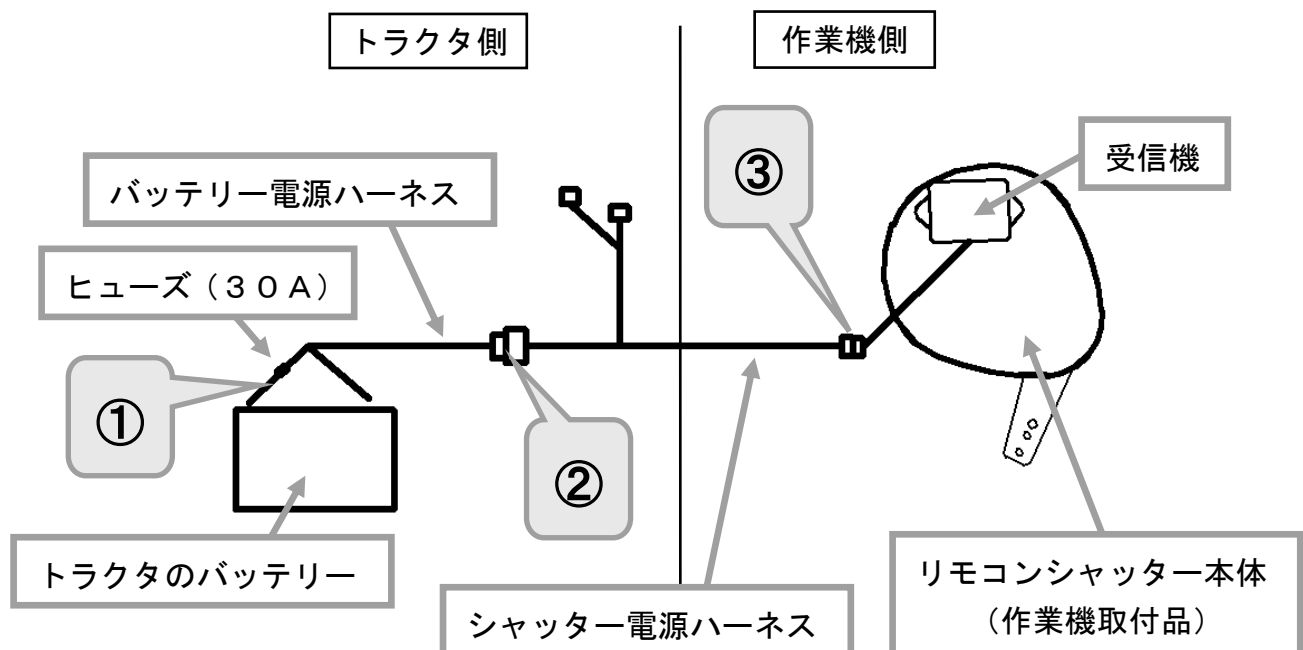 トラクタ側
作業機側
③
受信機
バッテリー電源ハーネス
ヒューズ（３０Ａ）
①
②
トラクタのバッテリー
リモコンシャッター本体
（作業機取付品）
シャッター電源ハーネス